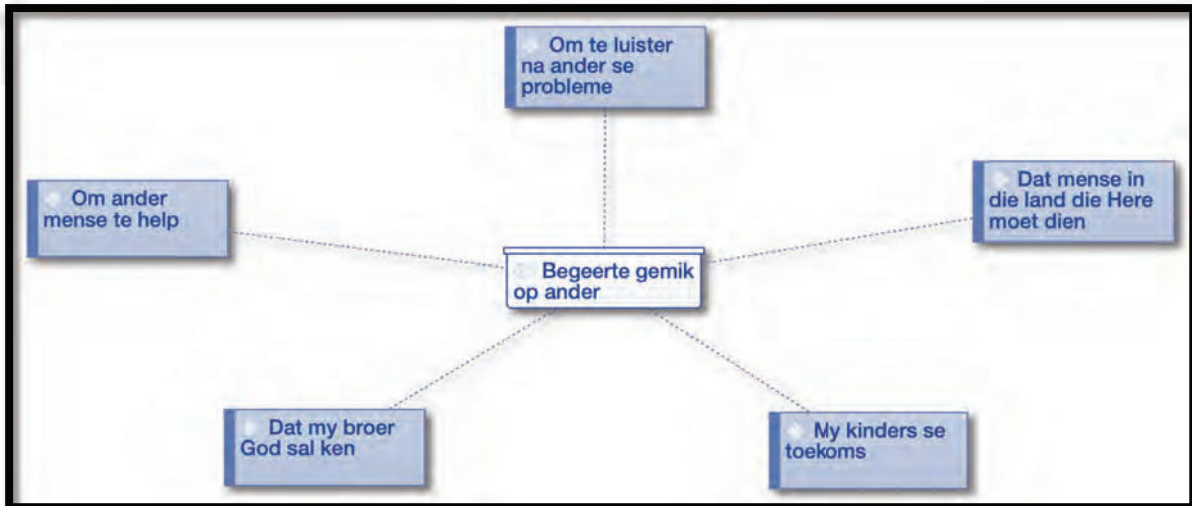 Om te luister
na ander se
probleme
Om ander
mense te help
Dat mense in
die land die Here
moet dien
Begeerte gemik
op ander
Dat my broer
God sal ken
My kinders se
toekoms